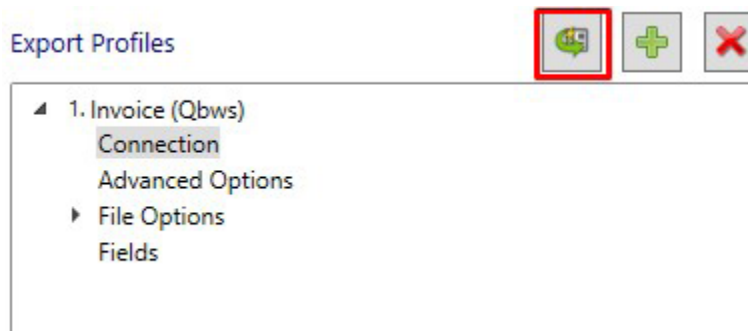 Export Profiles
1. Invoice (Qbws)
Connection
Advanced Options
File Options
Fields